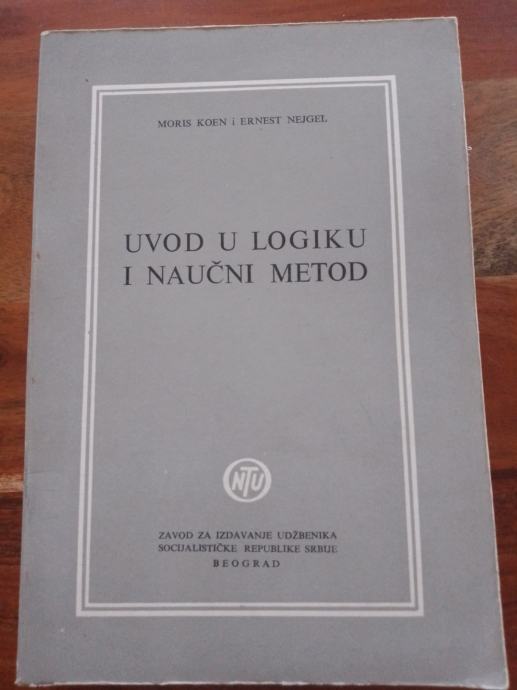 MORIS KOEN i ERNEST NEJGEL
UVOD U LOGIKU
I NAUČNI METOD
NTU
ZAVOD ZA IZDAVANJE UDŽBENIKA
SOCIJALISTIČKE REPUBLIKE SRBIJE
BEOGRAD